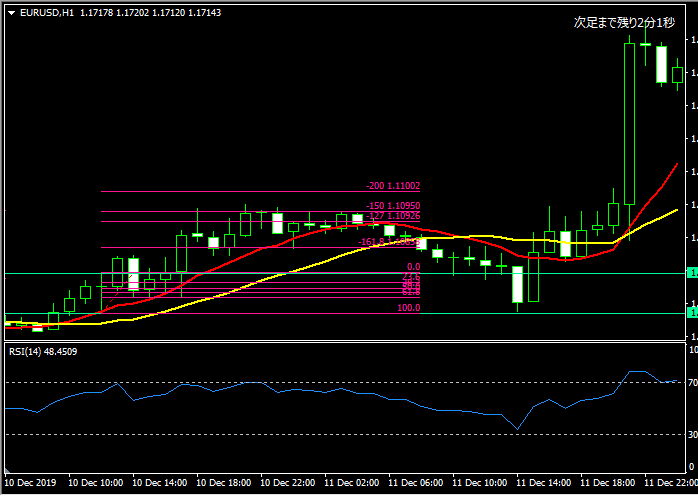 EURUSD,H1 1.17178 1.17202 1.17120 1.17143
次足まで残り2分1秒
-200 1.11002
-150 1.10950
-127 1.10926
0.0
100.0
RSI(14) 48.4509
100
70
30
0
10 Dec 2019 10 Dec 10:00 10 Dec 14:00 10 Dec 18:00 10 Dec 22:00 11 Dec 02:00 11 Dec 06:00 11 Dec 10:00 11 Dec 14:00 11 Dec 18:00 11 Dec 22:00